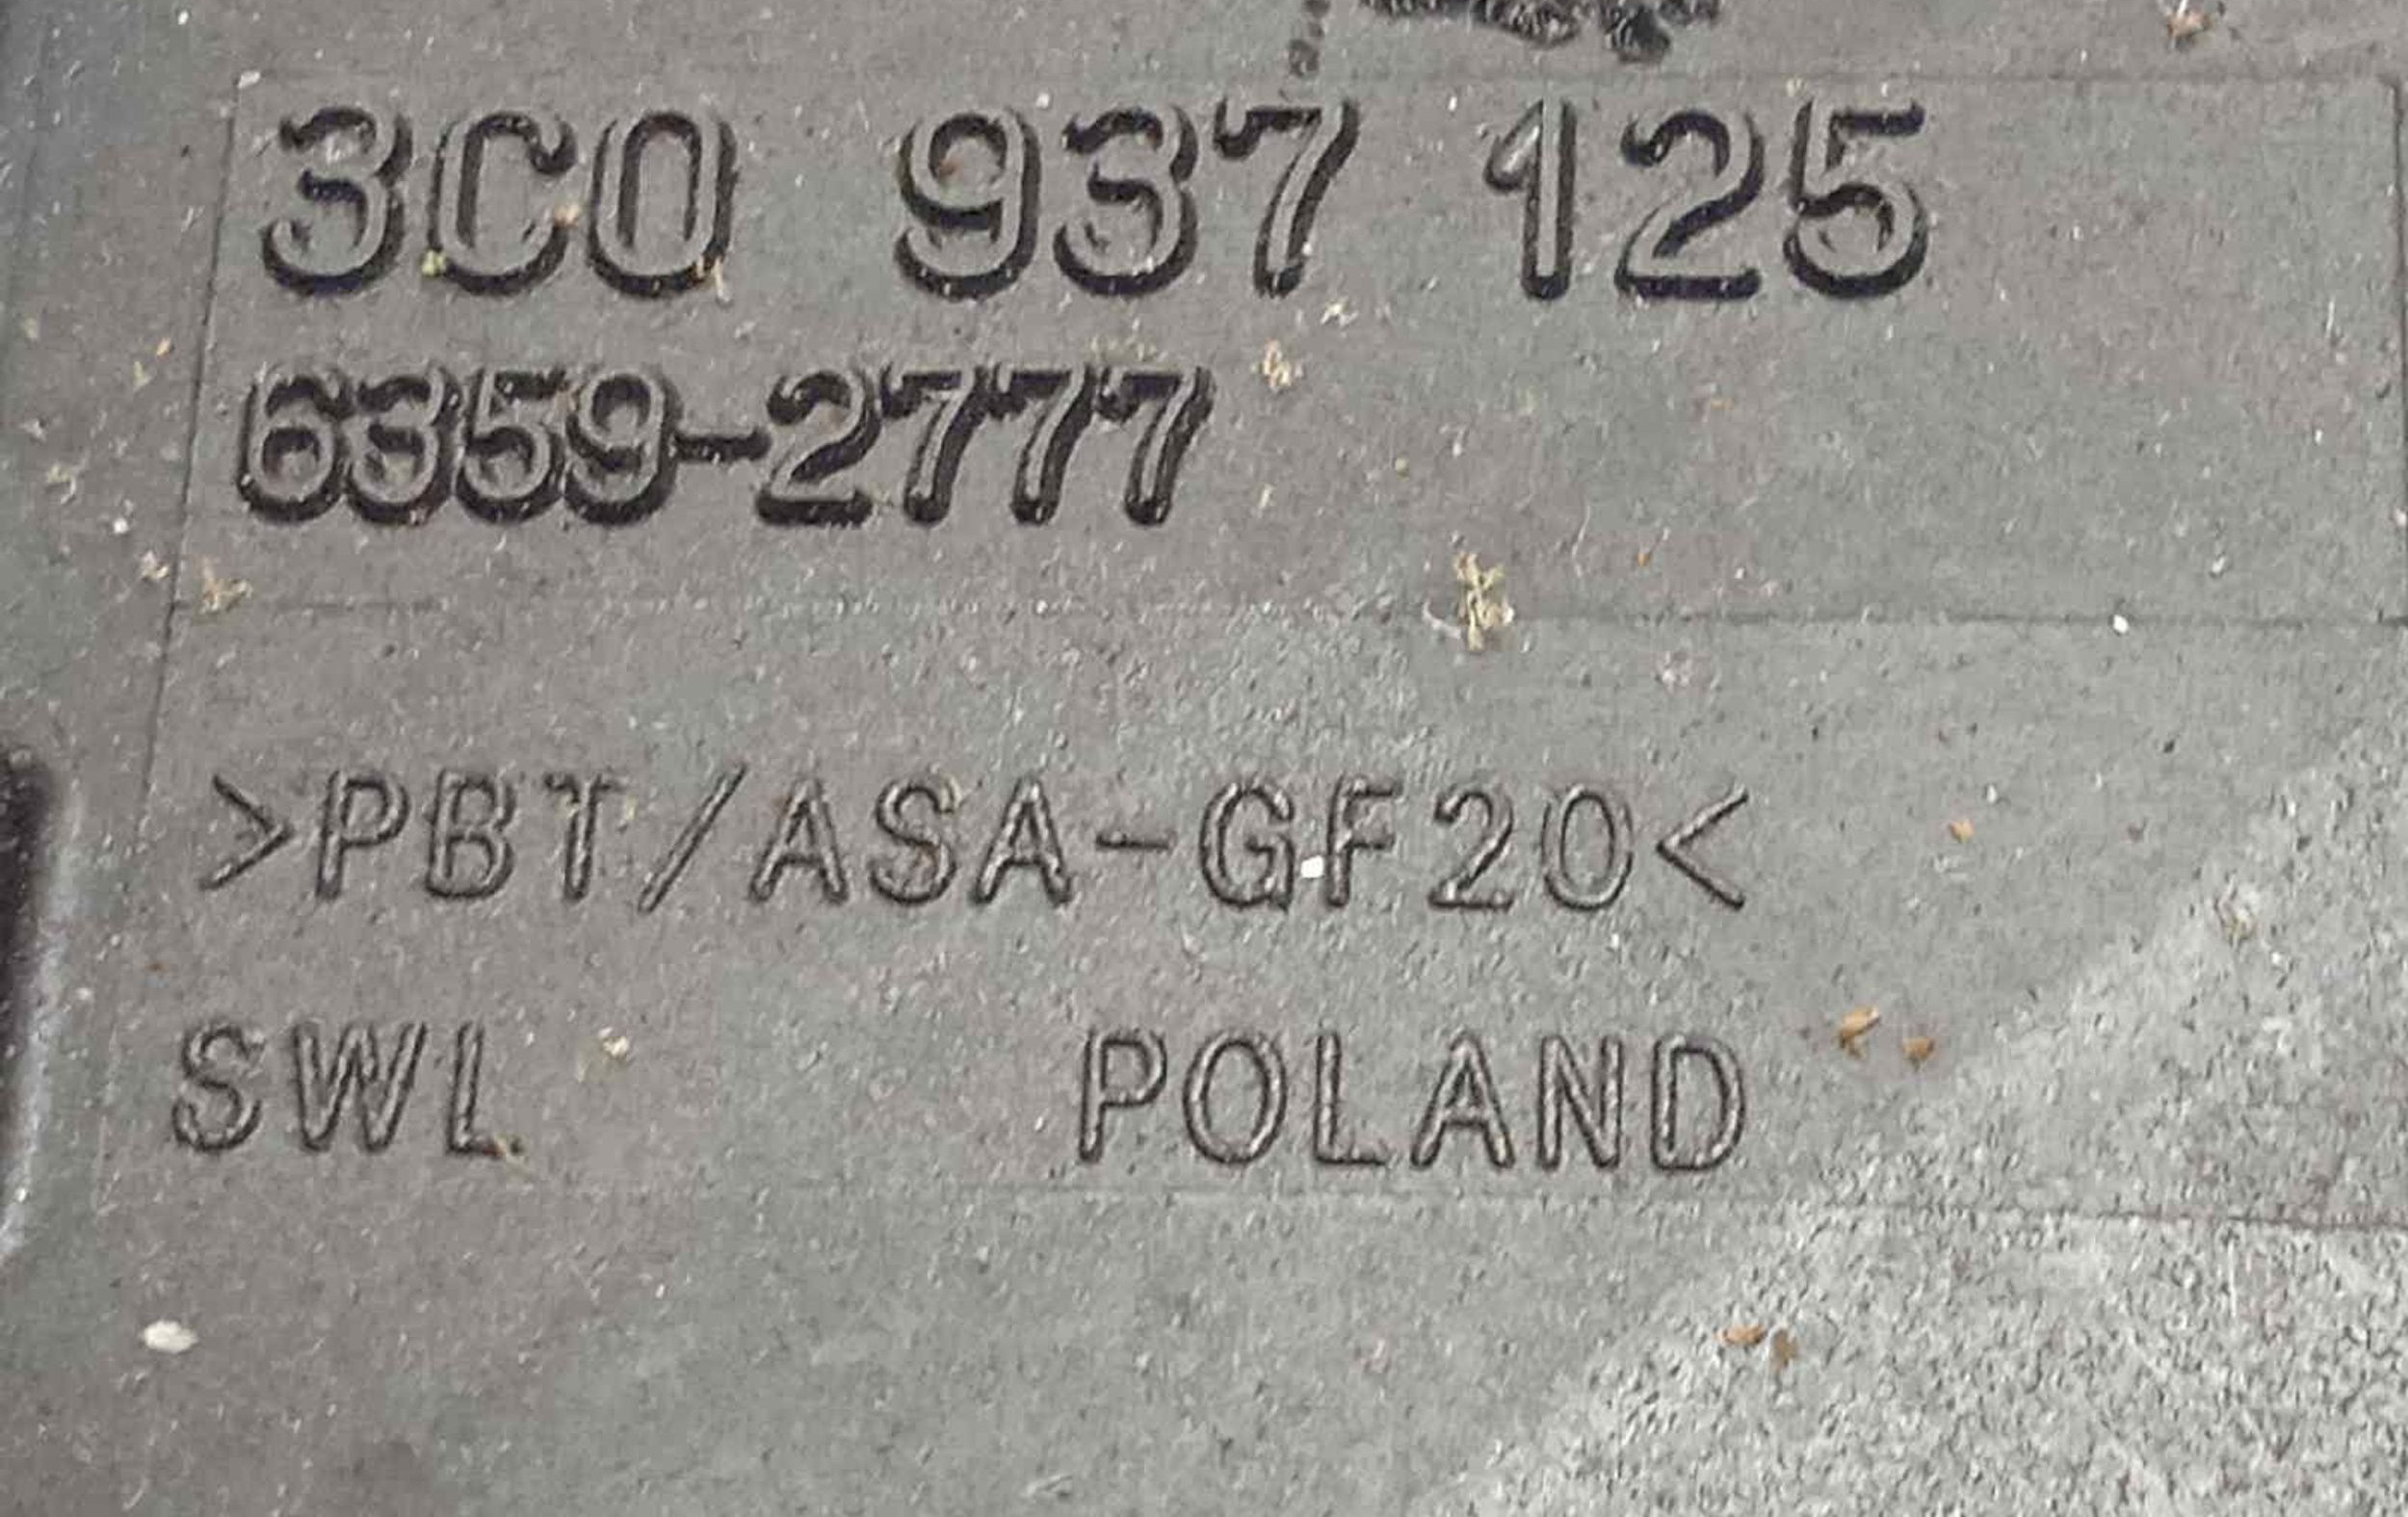 3C0 937 125
6359-2777
>PBT/ASA-GF20<
SWL POLAND